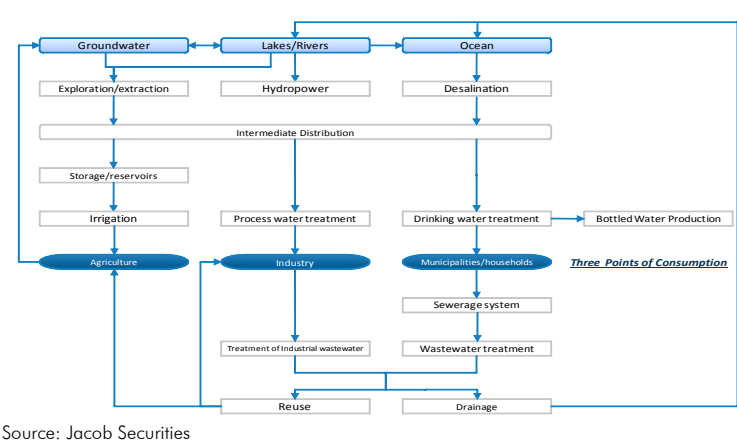 Groundwater
Lakes/Rivers
Ocean
Exploration/extraction
Hydropower
Desalination
Intermediate Distribution
Storage/reservoirs
Irrigation
Process water treatment
Drinking water treatment
Bottled Water Production
Agriculture
Industry
Municipalities/households
Three Points of Consumption
Sewerage system
Treatment of Industrial wastewater
Wastewater treatment
Reuse
Drainage
Source: Jacob Securities